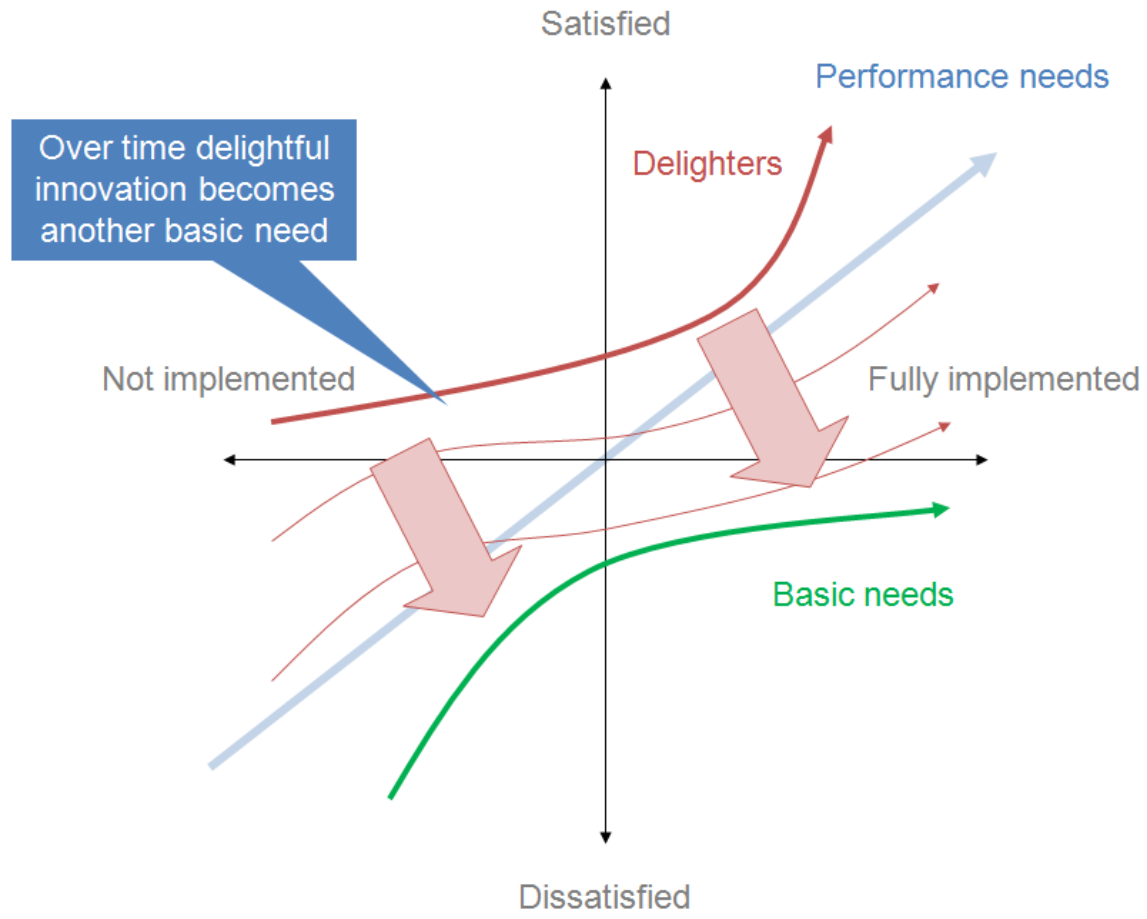 Satisfied
Performance needs
Over time delightful
innovation becomes
another basic need
Delighters
Not implemented
Fully implemented
Basic needs
Dissatisfied